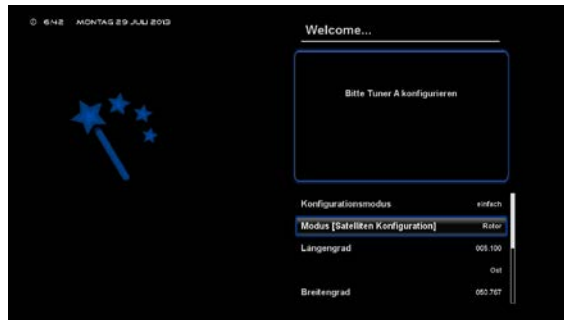 6:42 MONTAG 29 JULI 2013
Welcome...
Bitte Tuner A konfigurieren
Konfigurationsmodus einfach
Modus [Satelliten Konfiguration] Rotor
Längengrad 005.100
Ost
Breitengrad 050.767